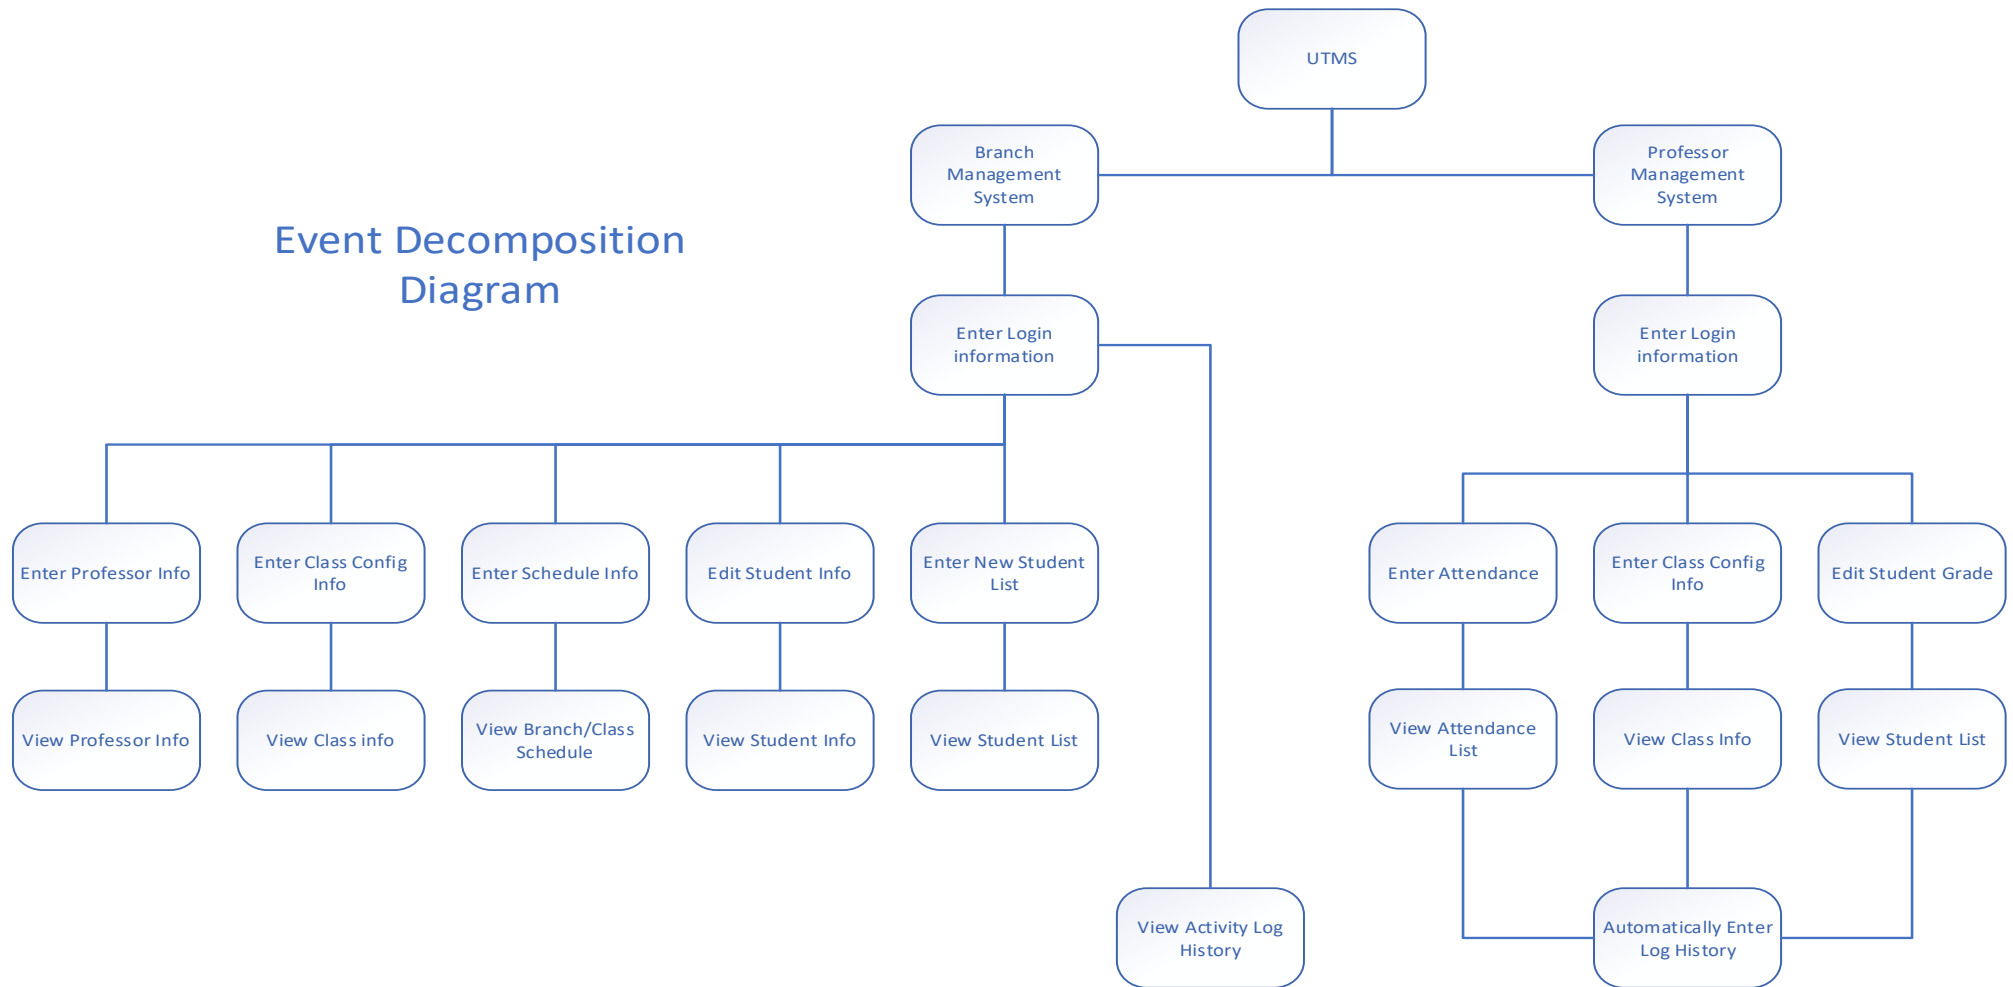 UTMS
Branch
Management
System
Professor
Management
System
Event Decomposition
Diagram
Enter Login
information
Enter Login
information
Enter Professor Info
Enter Class Config
Info
Enter Schedule Info
Edit Student Info
Enter New Student
List
Enter Attendance
Enter Class Config
Info
Edit Student Grade
View Professor Info
View Class info
View Branch/Class
Schedule
View Student Info
View Student List
View Attendance
List
View Class Info
View Student List
View Activity Log
History
Automatically Enter
Log History